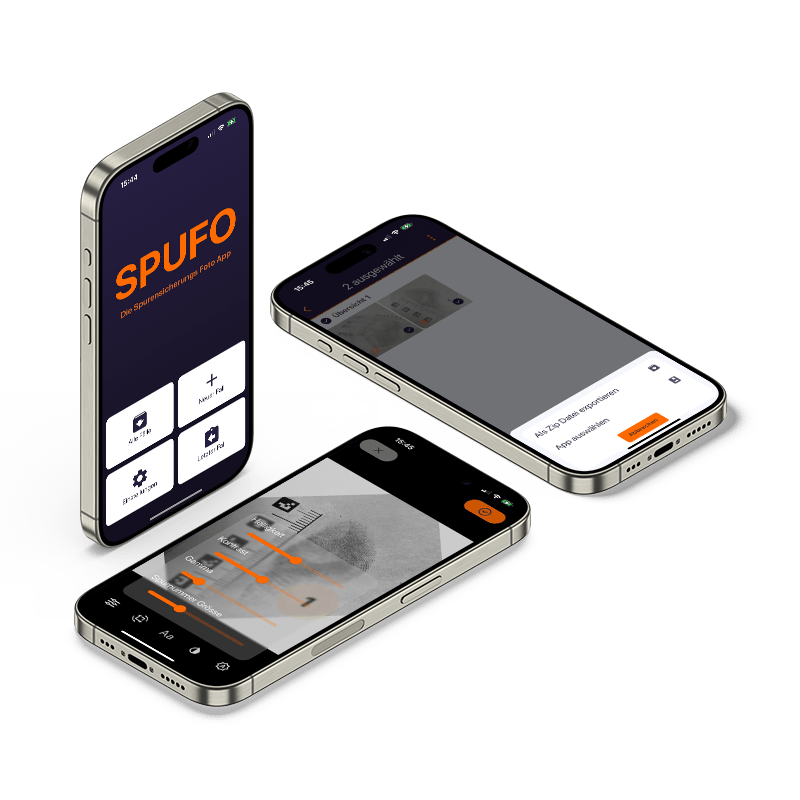 15:44
SPUFO
Die Spurensicherungs Foto App
Alle Fälle
Neuer Fall
Einstellungen
Letzter Fall
15:45
2 ausgewählt
Übersicht 1
Als Zip Datei exportieren
App auswählen
Abbrechen
15:45
Helligkeit
Kontrast
Gamma
Spurnummer Grösse
1
Aa